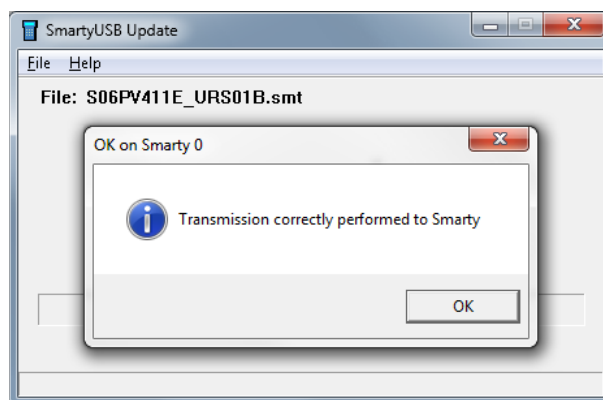 SmartyUSB Update
File Help
File: S06PV411E_URS01B.smt
OK on Smarty 0
Transmission correctly performed to Smarty
OK